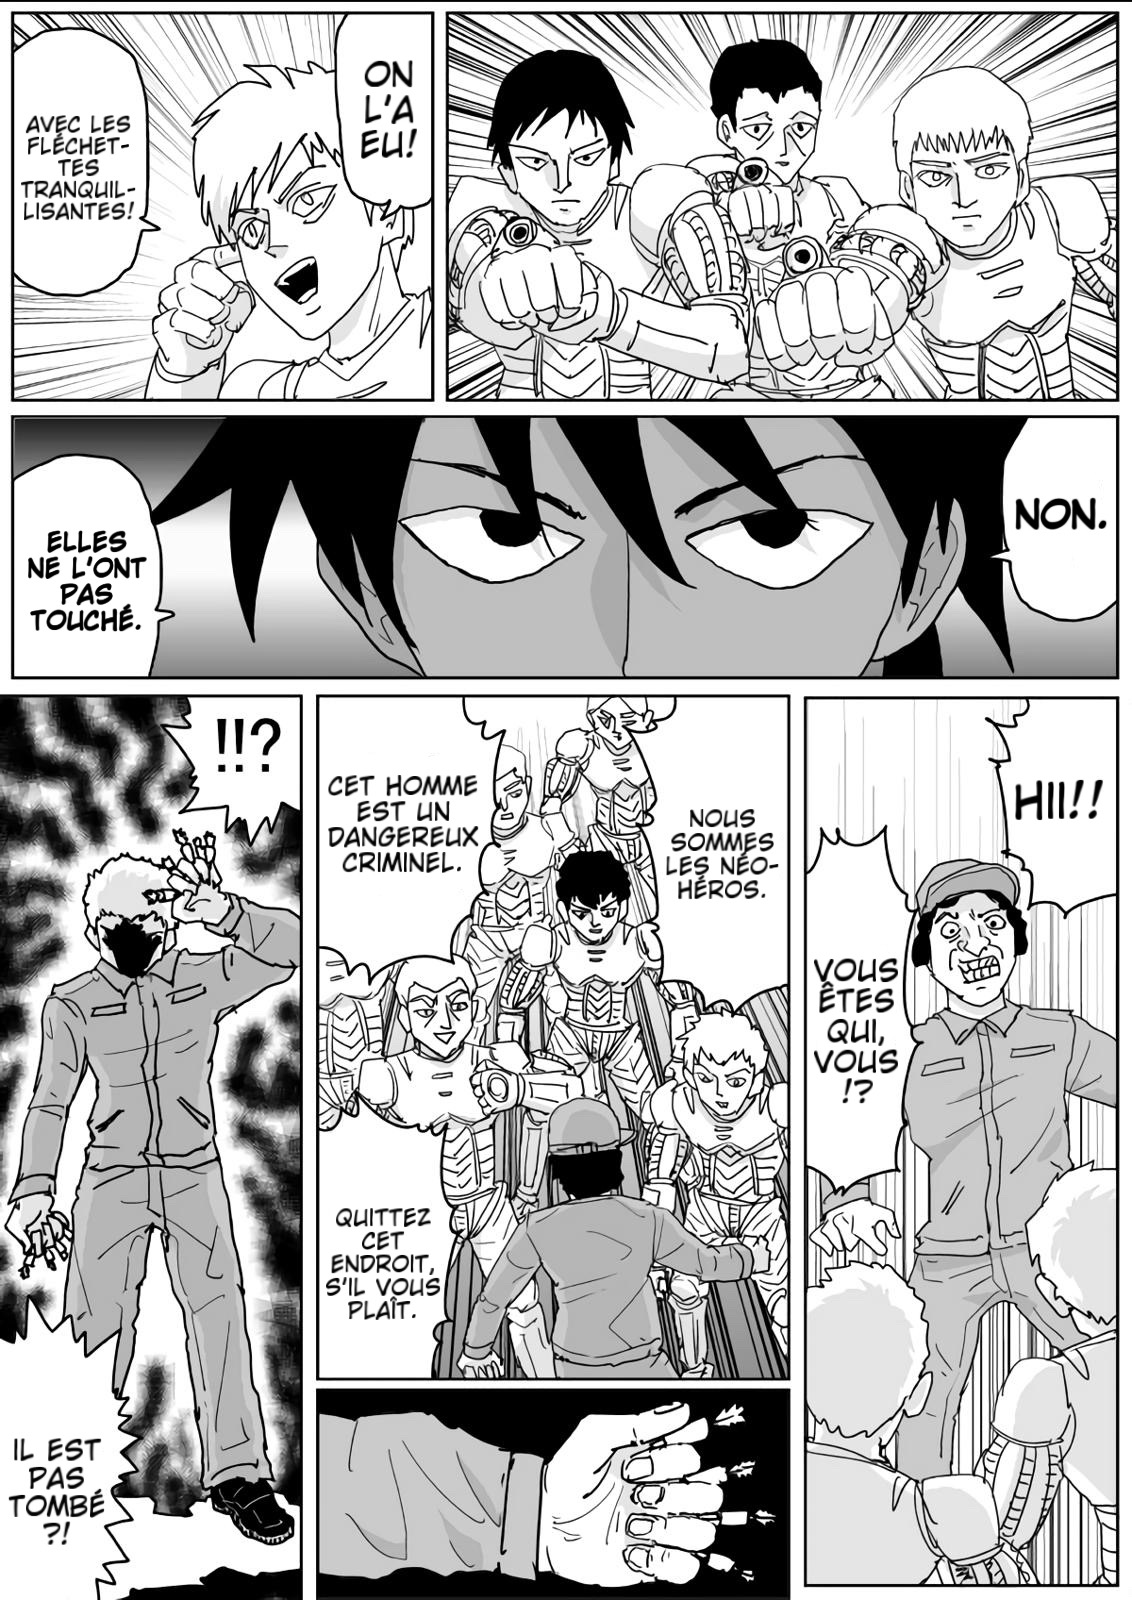 ON
L'A
EU!
AVEC LES
FLÉCHET-
TES
TRANQUIL-
LISANTES!
NON.
ELLES
NE L'ONT
PAS
TOUCHÉ.
HII!!
VOUS
ÊTES
QUI,
VOUS
!?
NOUS
SOMMES
LES NÉO-
HÉROS.
CET HOMME
EST UN
DANGEREUX
CRIMINEL.
QUITTEZ
CET
ENDROIT,
S'IL VOUS
PLAÎT.
!!?
IL EST
PAS
TOMBÉ
?!